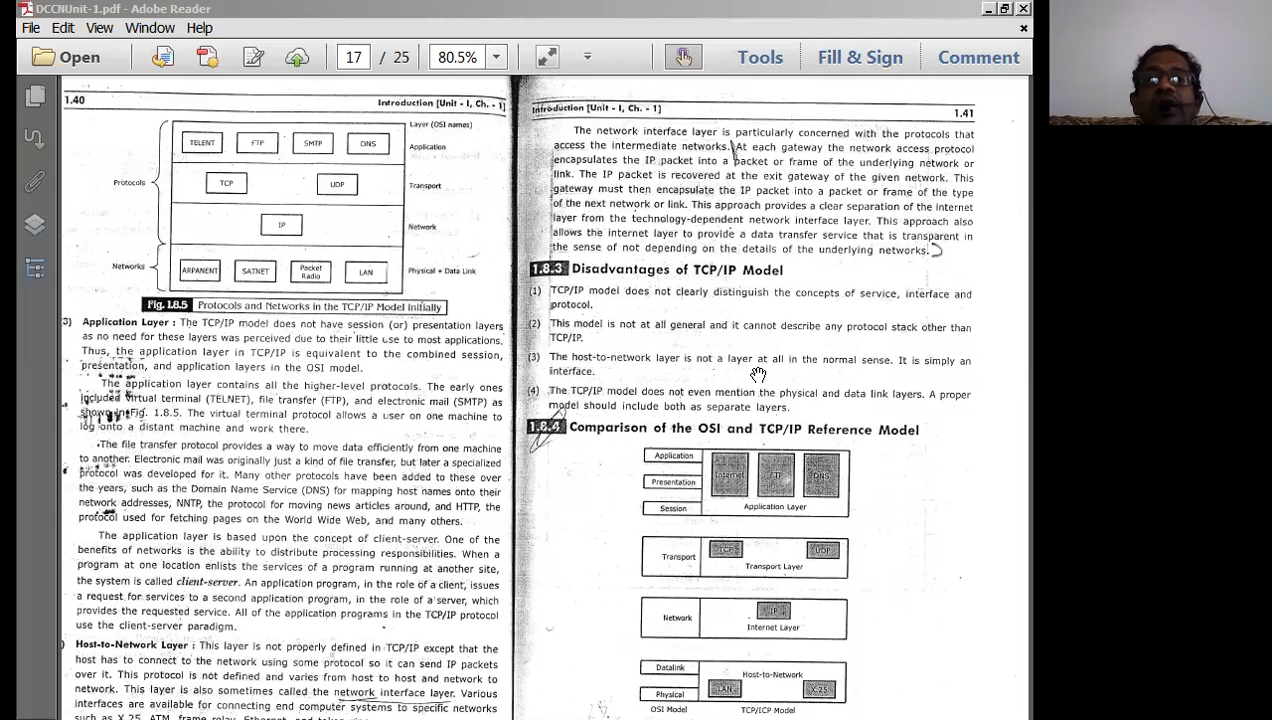 DCCNUnit-1.pdf - Adobe Reader
File Edit View Window Help
Open 17 / 25 80.5% Tools Fill & Sign Comment
1.40 Introduction [Unit - I, Ch. - 1]
Layer (OSI names)
TELENT FTP SMTP DNS Application
Protocols TCP UDP Transport
IP Network
Networks ARPANENT SATNET Packet Radio LAN Physical + Data Link
Fig. 1.8.5 Protocols and Networks in the TCP/IP Model Initially
3) Application Layer : The TCP/IP model does not have session (or) presentation layers
as no need for these layers was perceived due to their little use to most applications.
Thus, the application layer in TCP/IP is equivalent to the combined session,
presentation, and application layers in the OSI model.
The application layer contains all the higher-level protocols. The early ones
included virtual terminal (TELNET), file transfer (FTP), and electronic mail (SMTP) as
shown in Fig. 1.8.5. The virtual terminal protocol allows a user on one machine to
log onto a distant machine and work there.
The file transfer protocol provides a way to move data efficiently from one machine
to another. Electronic mail was originally just a kind of file transfer, but later a specialized
protocol was developed for it. Many other protocols have been added to these over
the years, such as the Domain Name Service (DNS) for mapping host names onto their
network addresses, NNTP, the protocol for moving news articles around, and HTTP, the
protocol used for fetching pages on the World Wide Web, and many others.
The application layer is based upon the concept of client-server. One of the
benefits of networks is the ability to distribute processing responsibilities. When a
program at one location enlists the services of a program running at another site,
the system is called client-server. An application program, in the role of a client, issues
a request for services to a second application program, in the role of a server, which
provides the requested service. All of the application programs in the TCP/IP protocol
use the client-server paradigm.
) Host-to-Network Layer : This layer is not properly defined in TCP/IP except that the
host has to connect to the network using some protocol so it can send IP packets
over it. This protocol is not defined and varies from host to host and network to
network. This layer is also sometimes called the network interface layer. Various
interfaces are available for connecting end computer systems to specific networks
such as X.25, ATM, frame relay, Ethernet, and token
Introduction [Unit - I, Ch. - 1] 1.41
The network interface layer is particularly concerned with the protocols that
access the intermediate networks. At each gateway the network access protocol
encapsulates the IP packet into a packet or frame of the underlying network or
link. The IP packet is recovered at the exit gateway of the given network. This
gateway must then encapsulate the IP packet into a packet or frame of the type
of the next network or link. This approach provides a clear separation of the internet
layer from the technology-dependent network interface layer. This approach also
allows the internet layer to provide a data transfer service that is transparent in
the sense of not depending on the details of the underlying networks.
1.8.3 Disadvantages of TCP/IP Model
(1) TCP/IP model does not clearly distinguish the concepts of service, interface and
protocol.
(2) This model is not at all general and it cannot describe any protocol stack other than
TCP/IP.
(3) The host-to-network layer is not a layer at all in the normal sense. It is simply an
interface.
(4) The TCP/IP model does not even mention the physical and data link layers. A proper
model should include both as separate layers.
1.8.4 Comparison of the OSI and TCP/IP Reference Model
Application
Internet FTP DNS
Presentation
Session Application Layer
Transport TCP UDP
Transport Layer
Network IP
Internet Layer
Datalink Host-to-Network
Physical LAN X.25
OSI Model TCP/ICP Model